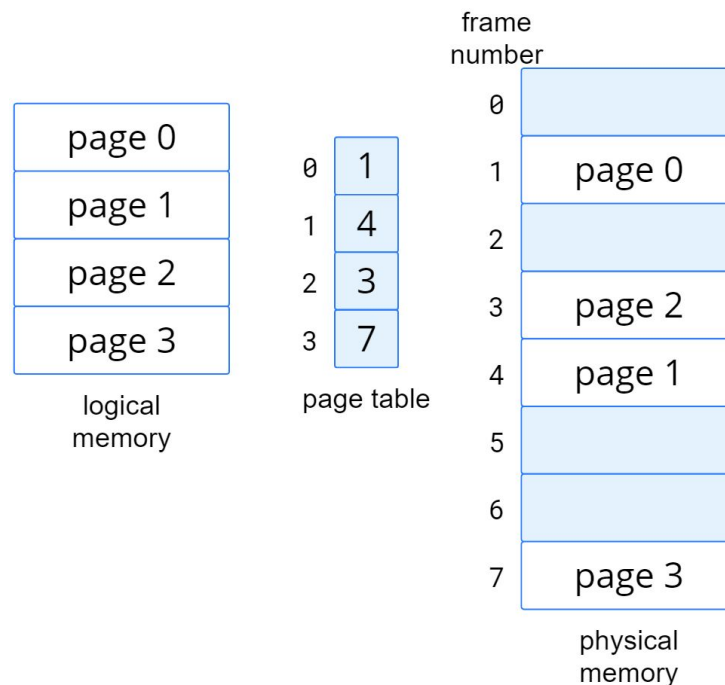 page 0
page 1
page 2
page 3
logical
memory
0 1
1 4
2 3
3 7
page table
frame
number
0
1 page 0
2
3 page 2
4 page 1
5
6
7 page 3
physical
memory